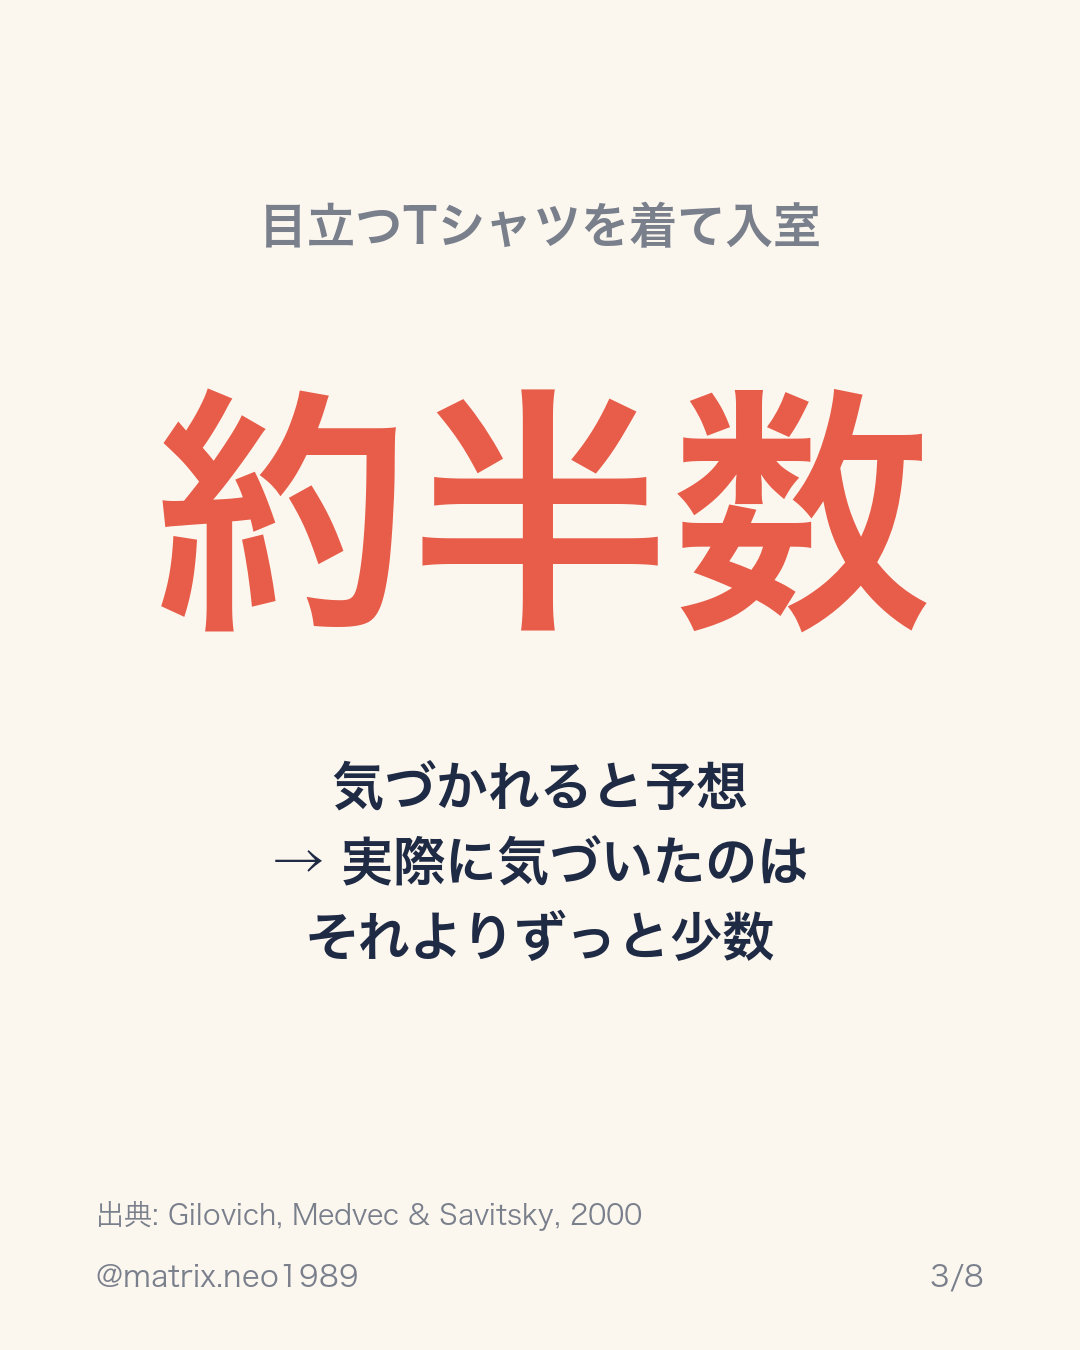 目立つTシャツを着て入室
約半数
気づかれると予想
→ 実際に気づいたのは
それよりずっと少数
出典: Gilovich, Medvec & Savitsky, 2000
@matrix.neo1989
3/8